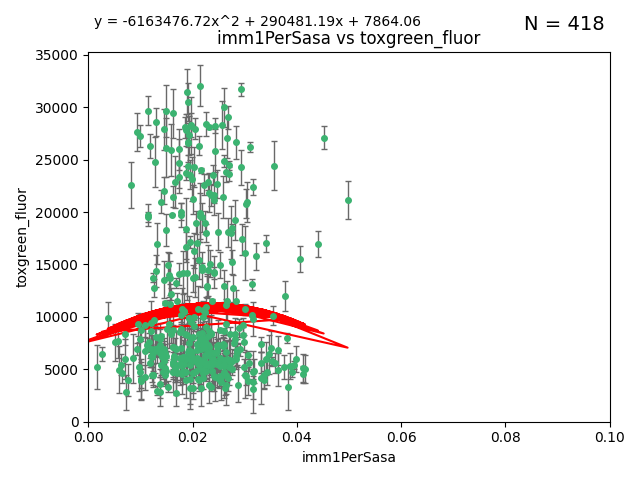 y = -6163476.72x^2 + 290481.19x + 7864.06
N = 418
imm1PerSasa vs toxgreen_fluor
35000
30000
25000
20000
15000
10000
5000
0
toxgreen_fluor
0.00 0.02 0.04 0.06 0.08 0.10
imm1PerSasa